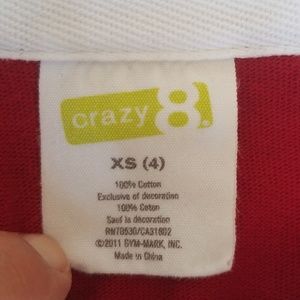 crazy 8.
XS (4)
100% Cotton
Exclusive of decoration
100% Coton
Sauf la décoration
RN70530/CA31602
©2011 GYM-MARK, INC.
Made in China